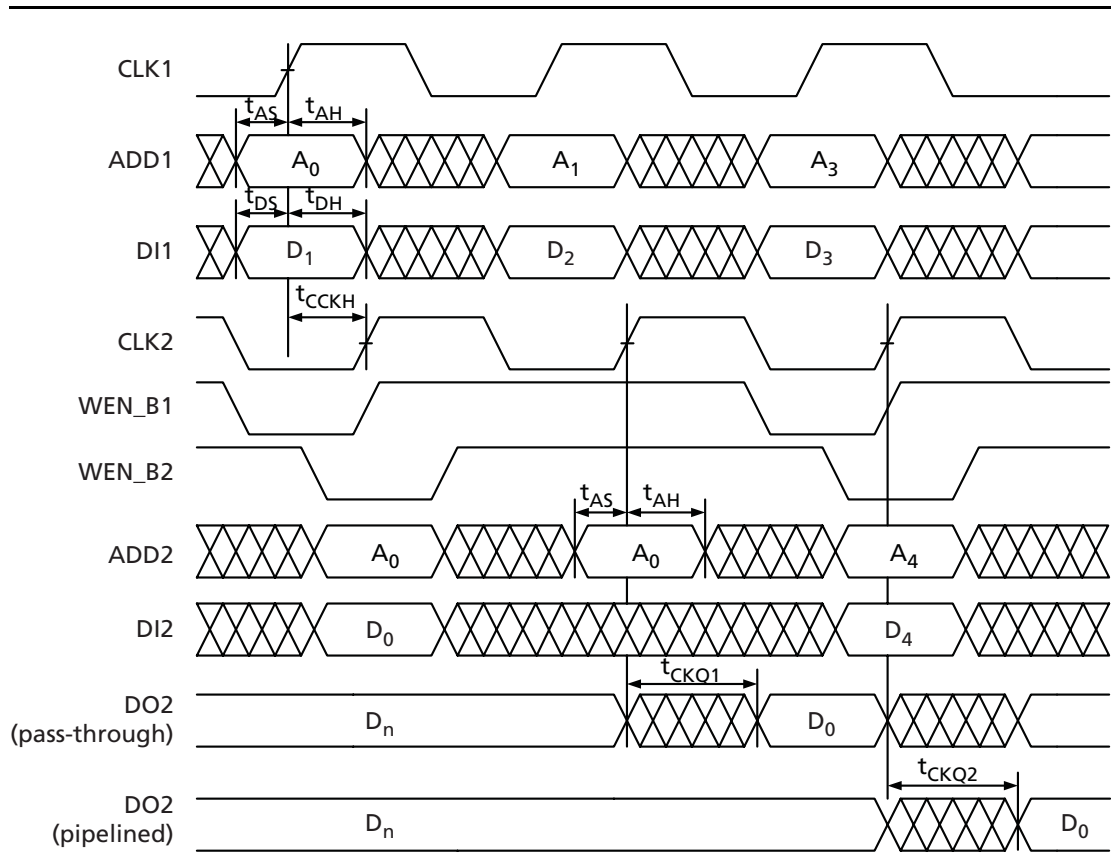 CLK1
tAS tAH
ADD1 A0 A1 A3
tDS tDH
DI1 D1 D2 D3
tCCKH
CLK2
WEN_B1
WEN_B2
tAS tAH
ADD2 A0 A0 A4
DI2 D0 D4
tCKQ1
DO2
(pass-through) Dn D0
tCKQ2
DO2
(pipelined) Dn D0